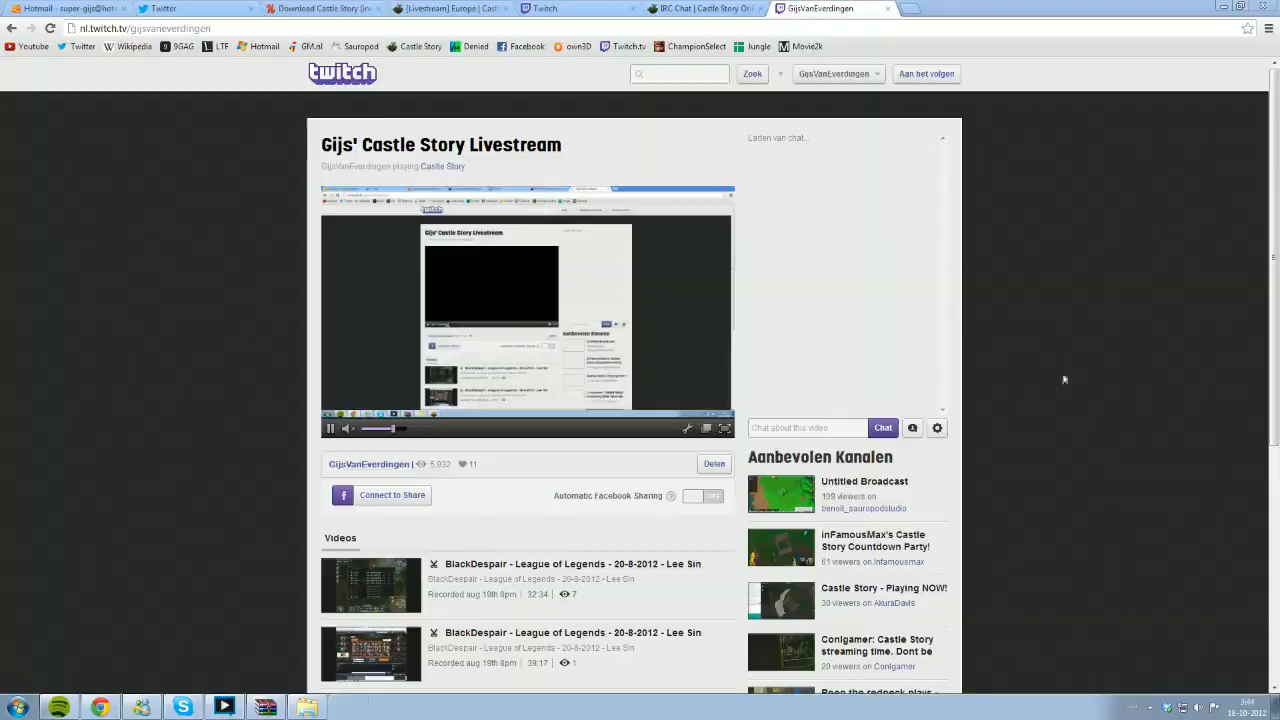 Hotmail - super-gijs@hot
Twitter
Download Castle Story (in
[Livestream] Europe | Cast
Twitch
IRC Chat | Castle Story Onl
GijsVanEverdingen
nl.twitch.tv/gijsvaneverdingen
Youtube Twitter Wikipedia 9GAG LTF Hotmail GM.nl Sauropod Castle Story Denied Facebook own3D Twitch.tv ChampionSelect Jungle Movie2k
twitch
Zoek
GijsVanEverdingen
Aan het volgen
Gijs' Castle Story Livestream
GijsVanEverdingen playing Castle Story
Laden van chat...
twitch
Gijs' Castle Story Livestream
Chat about this video
Chat
GijsVanEverdingen | 5,932 11
Delen
f Connect to Share
Automatic Facebook Sharing ? OFF
Aanbevolen Kanalen
Untitled Broadcast
109 viewers on
benoit_sauropodstudio
inFamousMax's Castle
Story Countdown Party!
61 viewers on Infamousmax
Castle Story - Playing NOW!
30 viewers on AkuraDavis
Conlgamer: Castle Story
streaming time. Dont be
20 viewers on Conlgamer
Videos
BlackDespair - League of Legends - 20-8-2012 - Lee Sin
BlackDespair - League of Legends - 20-8-2012 - Lee Sin
Recorded aug 19th 8pm | 32:34 | 7
BlackDespair - League of Legends - 20-8-2012 - Lee Sin
BlackDespair - League of Legends - 20-8-2012 - Lee Sin
Recorded aug 19th 8pm | 39:17 | 1
3:44
18-10-2012